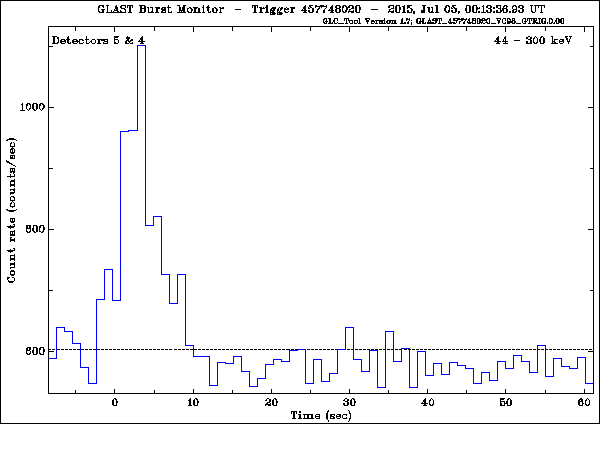 GLAST Burst Monitor – Trigger 457748020 – 2015, Jul 05, 00:13:36.93 UT
GLC_Tool Version 1.7; GLAST_457748020_VC98_GTRIG.0.00
Detectors 5 & 4 44 – 300 keV
1000
800
600
Count rate (counts/sec)
0 10 20 30 40 50 60
Time (sec)